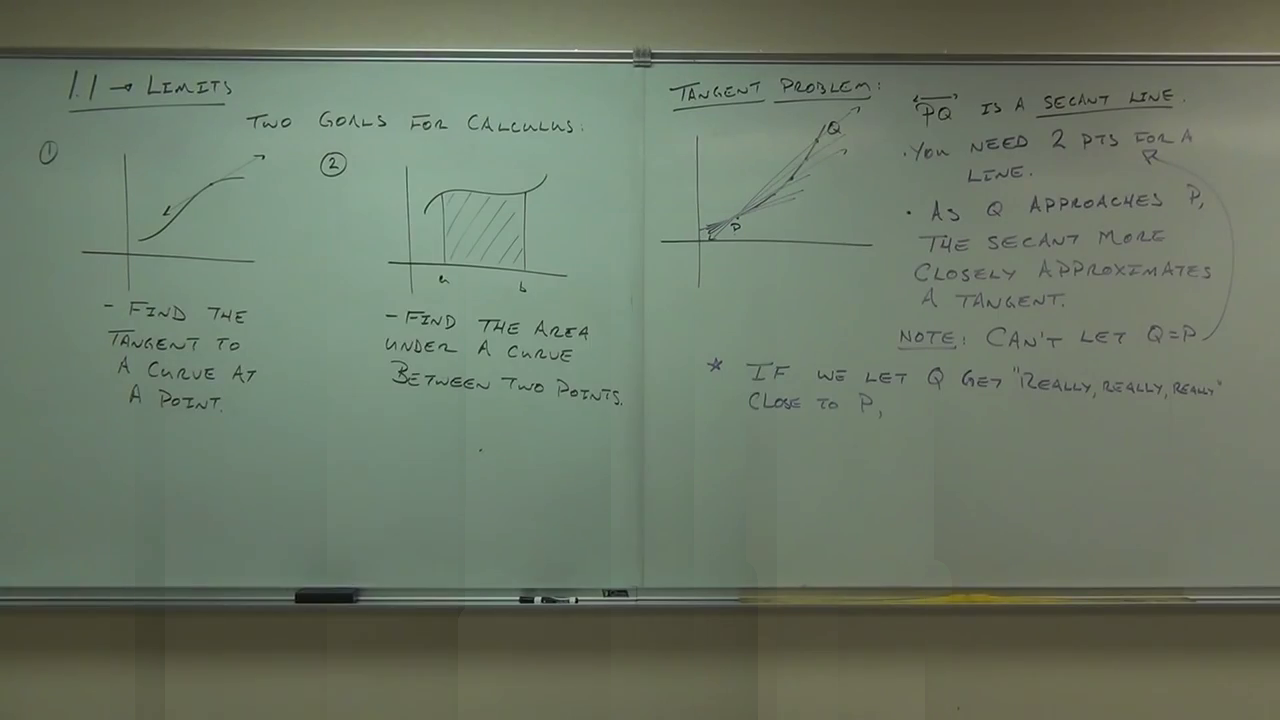 1.1 → LIMITS
TWO GOALS FOR CALCULUS:
①
②
a
b
- FIND THE
TANGENT TO
A CURVE AT
A POINT.
- FIND THE AREA
UNDER A CURVE
BETWEEN TWO POINTS.
TANGENT PROBLEM:
Q
P
PQ IS A SECANT LINE.
• YOU NEED 2 PTS FOR A
LINE.
• AS Q APPROACHES P,
THE SECANT MORE
CLOSELY APPROXIMATES
A TANGENT.
NOTE: CAN'T LET Q=P
* IF WE LET Q GET "REALLY, REALLY, REALLY"
CLOSE TO P,